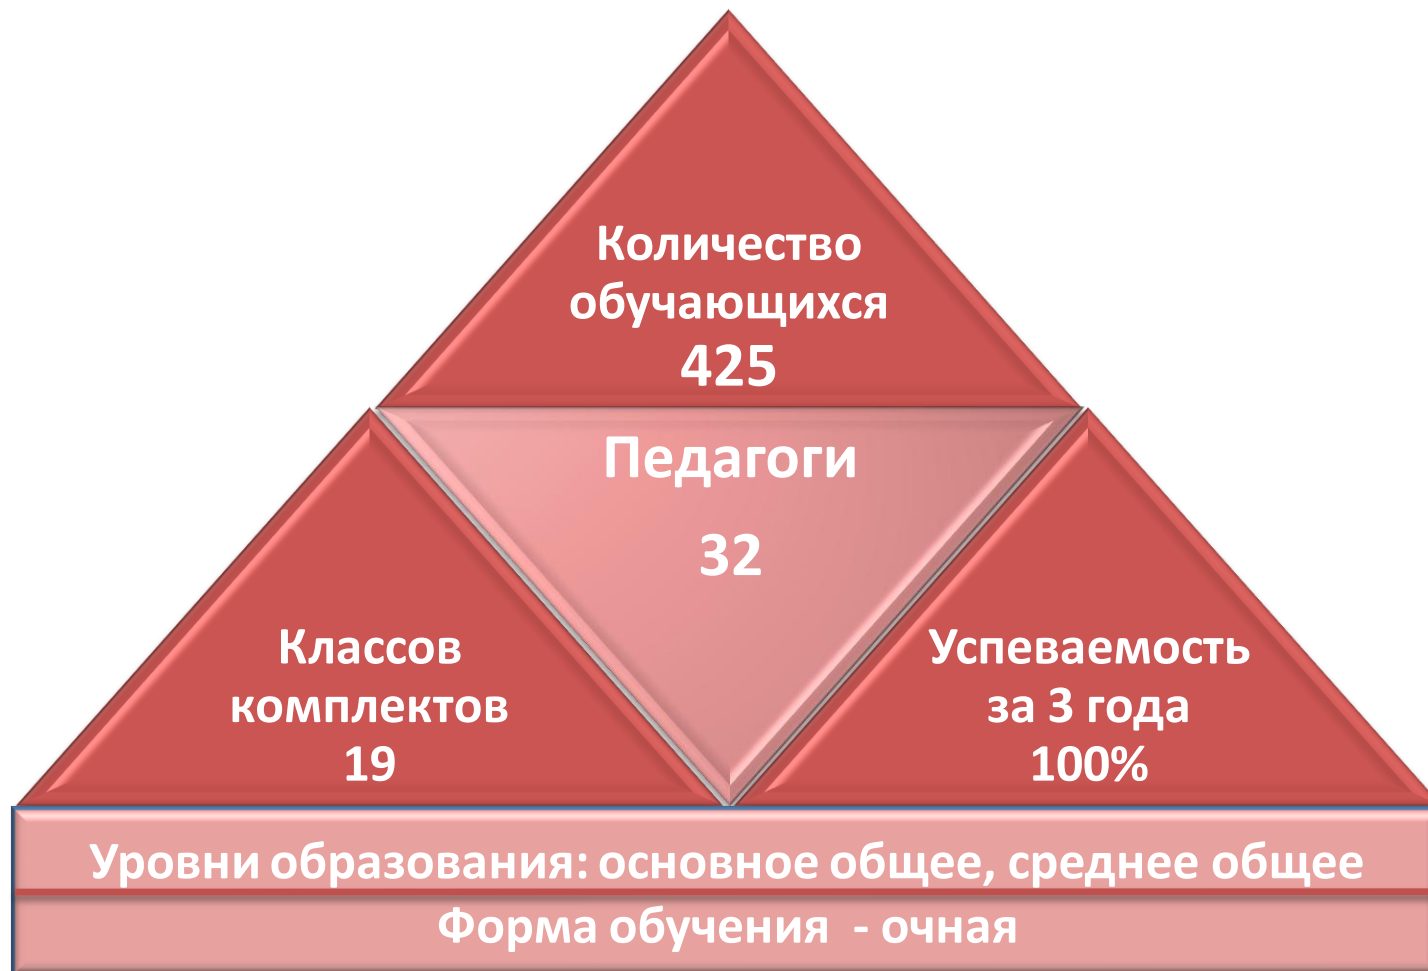 Количество
обучающихся
425
Педагоги
32
Классов
комплектов
19
Успеваемость
за 3 года
100%
Уровни образования: основное общее, среднее общее
Форма обучения - очная